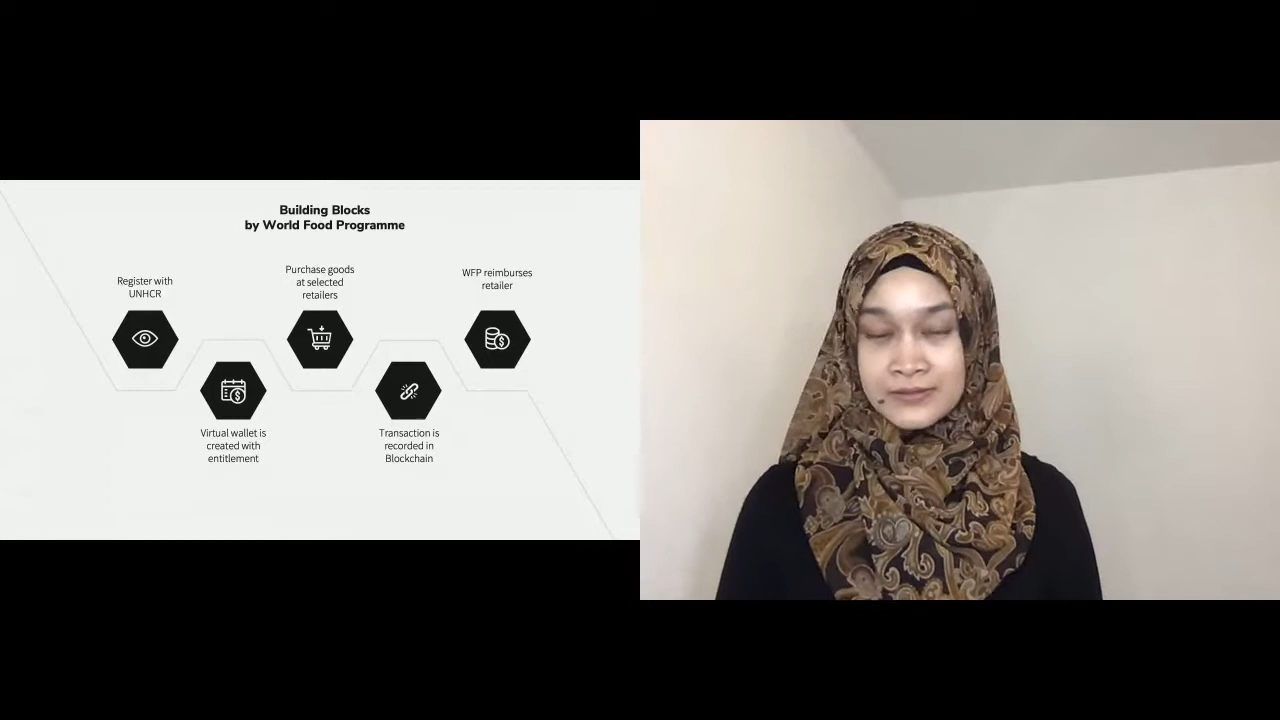 Building Blocks
by World Food Programme
Register with
UNHCR
Virtual wallet is
created with
entitlement
Purchase goods
at selected
retailers
Transaction is
recorded in
Blockchain
WFP reimburses
retailer